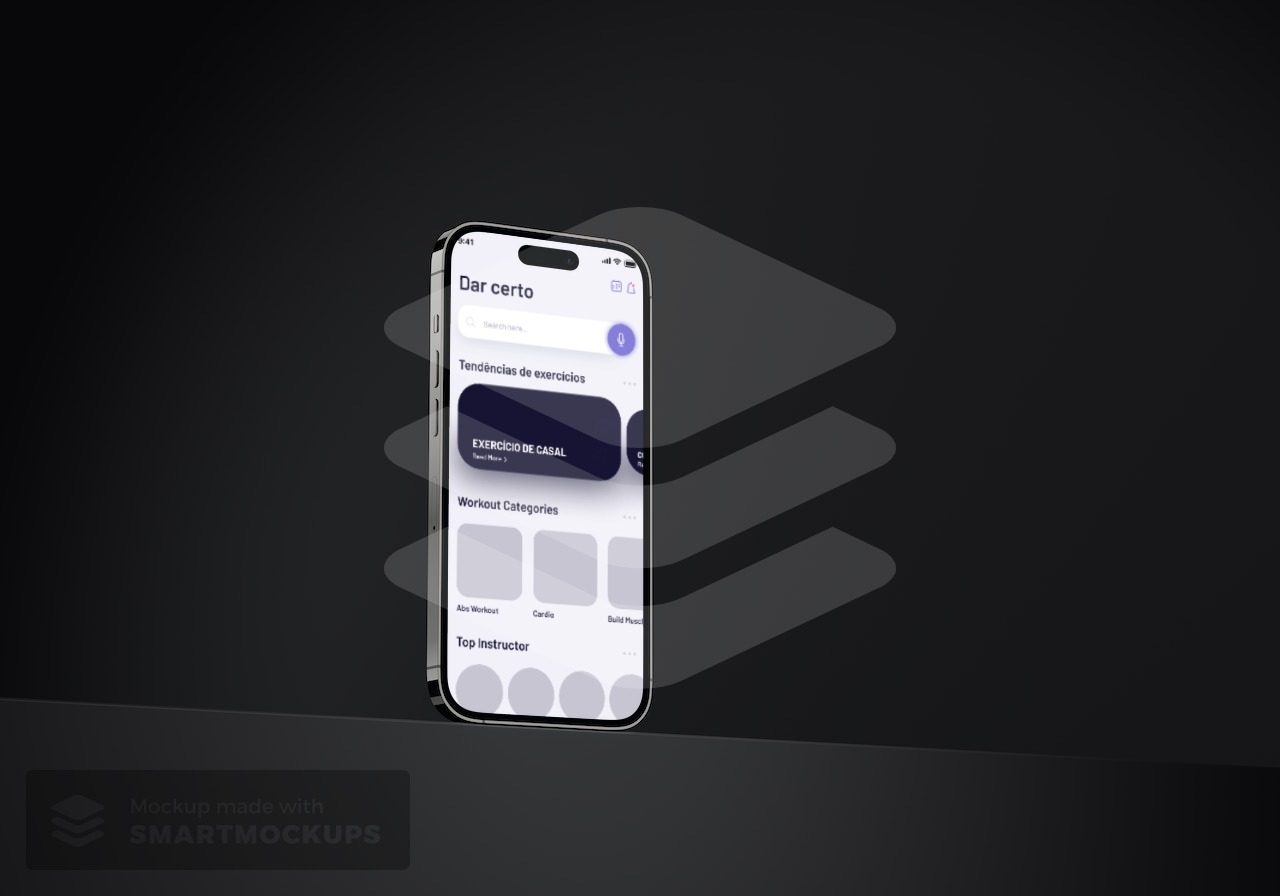 9:41
Dar certo
Search here...
Tendências de exercícios
EXERCÍCIO DE CASAL
Read More >
Workout Categories
Abs Workout
Cardio
Build Muscl
Top Instructor
Mockup made with
SMARTMOCKUPS